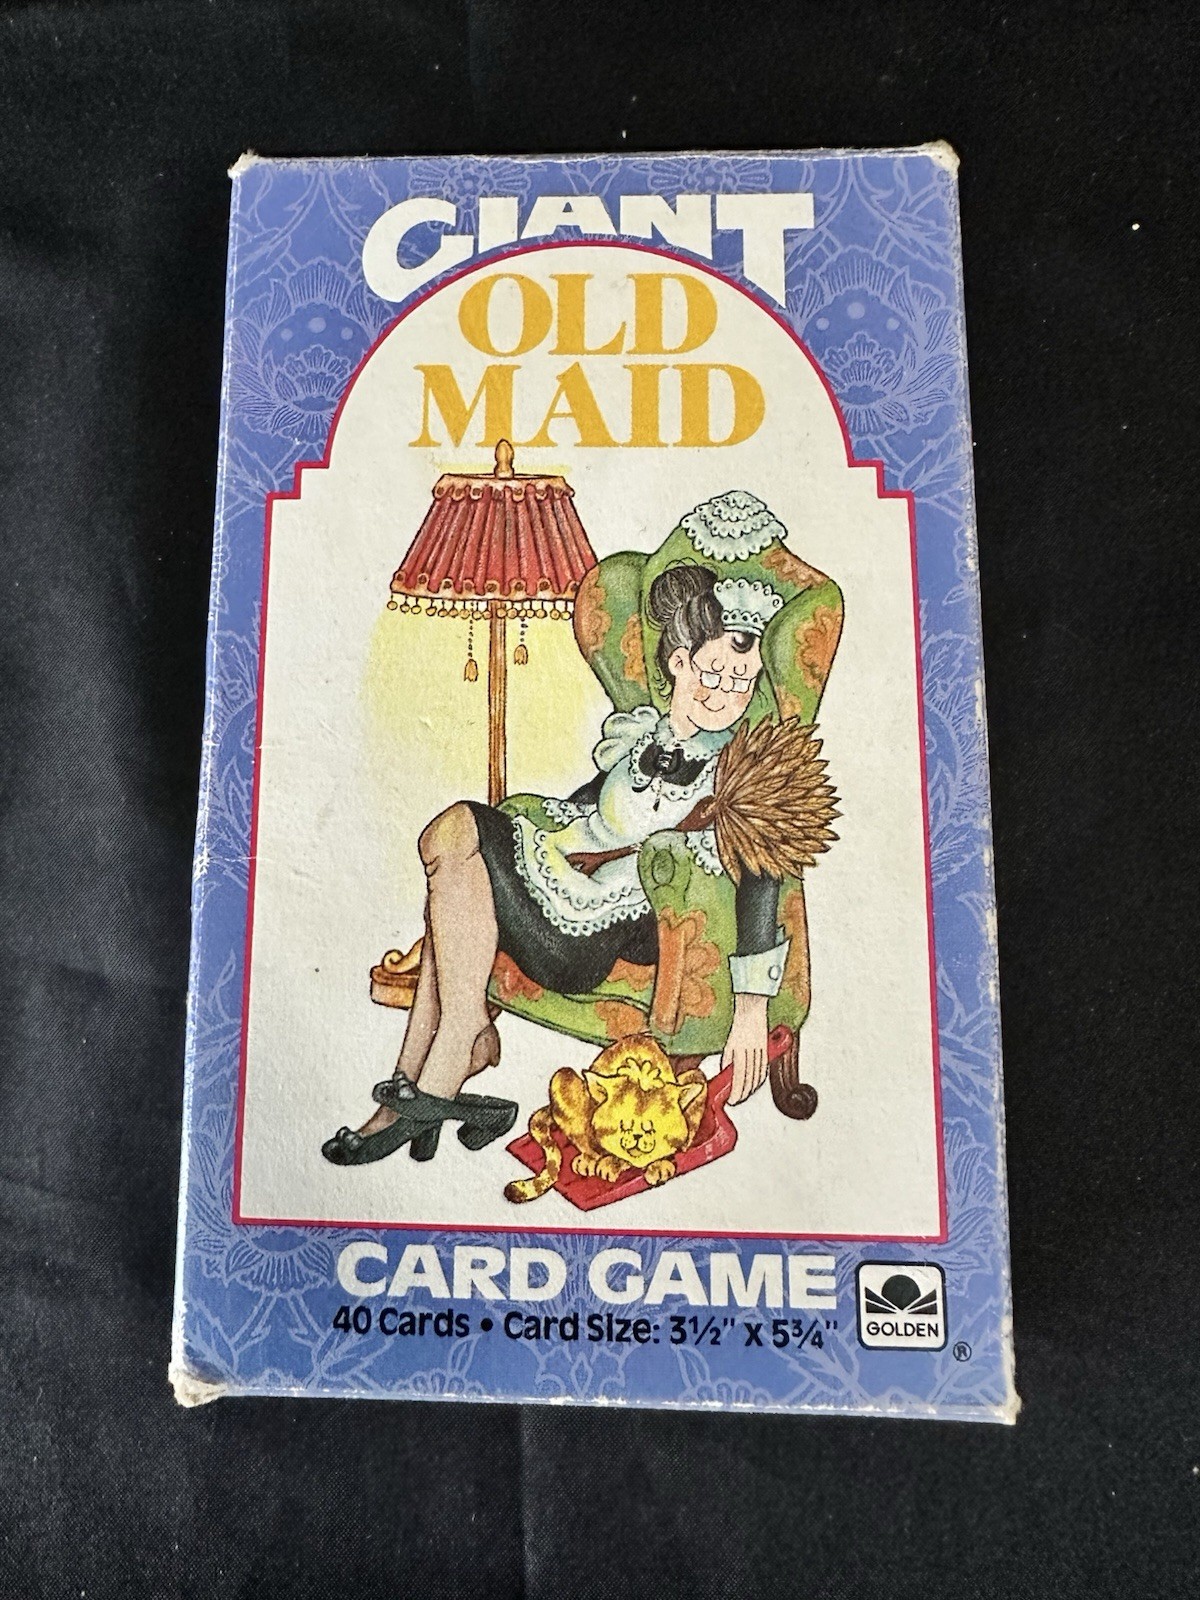 GIANT
OLD
MAID
CARD GAME
40 Cards • Card Size: 3½" x 5¾"
GOLDEN
®